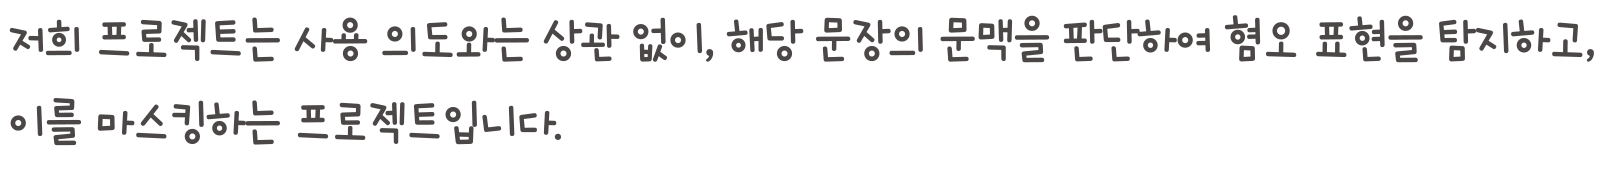 저희 프로젝트는 사용 의도와는 상관 없이, 해당 문장의 문맥을 판단하여 혐오 표현을 탐지하고,
이를 마스킹하는 프로젝트입니다.